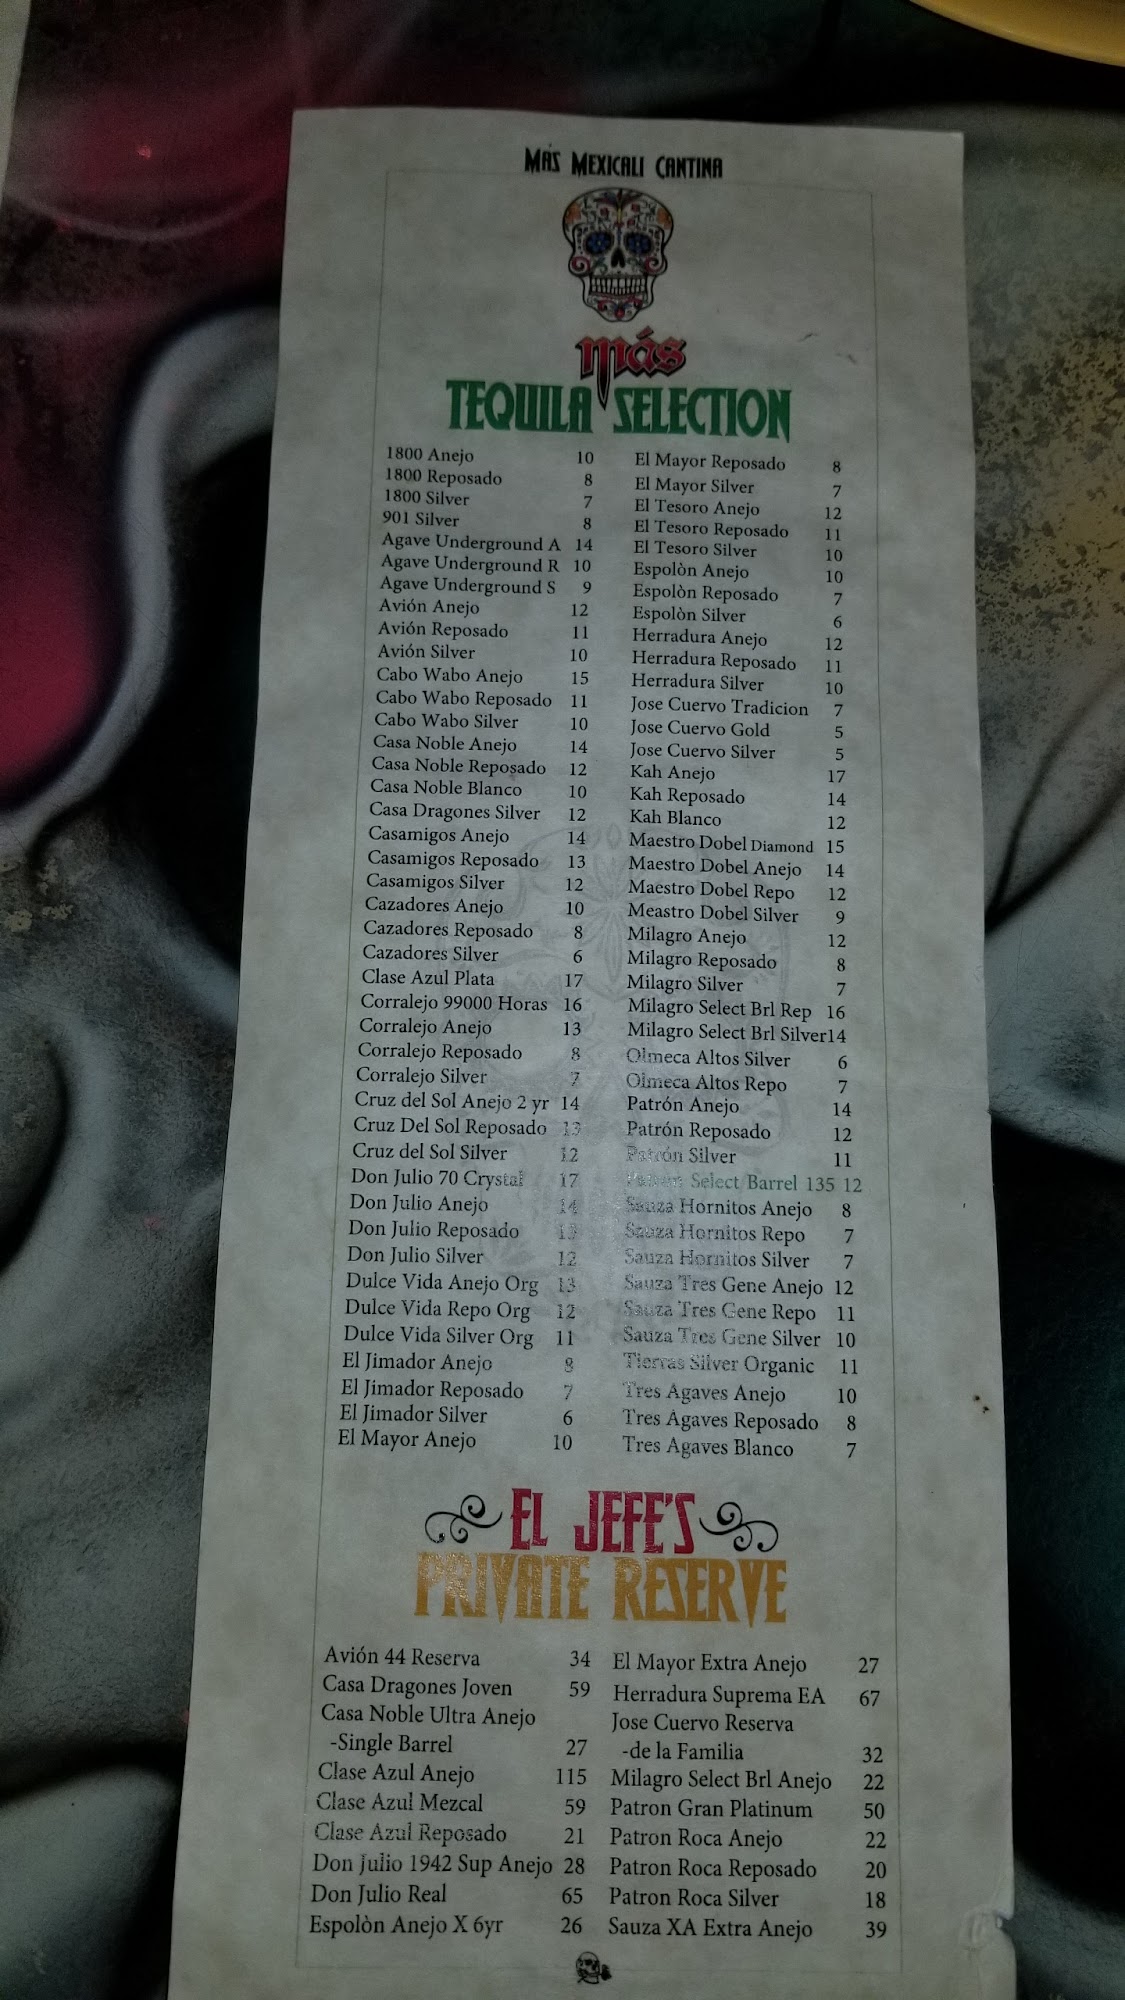 Más Mexicali Cantina
más
TEQUILA SELECTION
1800 Anejo 10
1800 Reposado 8
1800 Silver 7
901 Silver 8
Agave Underground A 14
Agave Underground R 10
Agave Underground S 9
Avión Anejo 12
Avión Reposado 11
Avión Silver 10
Cabo Wabo Anejo 15
Cabo Wabo Reposado 11
Cabo Wabo Silver 10
Casa Noble Anejo 14
Casa Noble Reposado 12
Casa Noble Blanco 10
Casa Dragones Silver 12
Casamigos Anejo 14
Casamigos Reposado 13
Casamigos Silver 12
Cazadores Anejo 10
Cazadores Reposado 8
Cazadores Silver 6
Clase Azul Plata 17
Corralejo 99000 Horas 16
Corralejo Anejo 13
Corralejo Reposado 8
Corralejo Silver 7
Cruz del Sol Anejo 2 yr 14
Cruz Del Sol Reposado 13
Cruz del Sol Silver 12
Don Julio 70 Crystal 17
Don Julio Anejo 14
Don Julio Reposado 13
Don Julio Silver 12
Dulce Vida Anejo Org 13
Dulce Vida Repo Org 12
Dulce Vida Silver Org 11
El Jimador Anejo 8
El Jimador Reposado 7
El Jimador Silver 6
El Mayor Anejo 10
El Mayor Reposado 8
El Mayor Silver 7
El Tesoro Anejo 12
El Tesoro Reposado 11
El Tesoro Silver 10
Espolòn Anejo 10
Espolòn Reposado 7
Espolòn Silver 6
Herradura Anejo 12
Herradura Reposado 11
Herradura Silver 10
Jose Cuervo Tradicion 7
Jose Cuervo Gold 5
Jose Cuervo Silver 5
Kah Anejo 17
Kah Reposado 14
Kah Blanco 12
Maestro Dobel Diamond 15
Maestro Dobel Anejo 14
Maestro Dobel Repo 12
Meastro Dobel Silver 9
Milagro Anejo 12
Milagro Reposado 8
Milagro Silver 7
Milagro Select Brl Rep 16
Milagro Select Brl Silver14
Olmeca Altos Silver 6
Olmeca Altos Repo 7
Patrón Anejo 14
Patrón Reposado 12
Patrón Silver 11
Select Barrel 135 12
Sauza Hornitos Anejo 8
Sauza Hornitos Repo 7
Sauza Hornitos Silver 7
Sauza Tres Gene Anejo 12
Sauza Tres Gene Repo 11
Sauza Tres Gene Silver 10
Tierras Silver Organic 11
Tres Agaves Anejo 10
Tres Agaves Reposado 8
Tres Agaves Blanco 7
EL JEFE'S
PRIVATE RESERVE
Avión 44 Reserva 34
Casa Dragones Joven 59
Casa Noble Ultra Anejo
-Single Barrel 27
Clase Azul Anejo 115
Clase Azul Mezcal 59
Clase Azul Reposado 21
Don Julio 1942 Sup Anejo 28
Don Julio Real 65
Espolòn Anejo X 6yr 26
El Mayor Extra Anejo 27
Herradura Suprema EA 67
Jose Cuervo Reserva
-de la Familia 32
Milagro Select Brl Anejo 22
Patron Gran Platinum 50
Patron Roca Anejo 22
Patron Roca Reposado 20
Patron Roca Silver 18
Sauza XA Extra Anejo 39